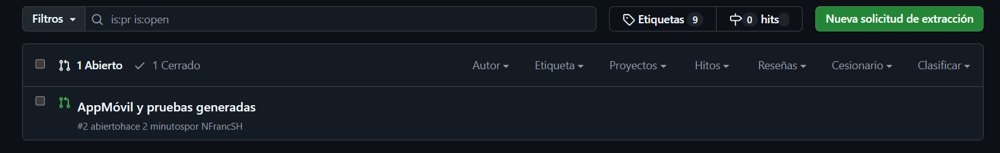 Filtros is:pr is:open Etiquetas 9 0 hits Nueva solicitud de extracción
1 Abierto 1 Cerrado Autor Etiqueta Proyectos Hitos Reseñas Cesionario Clasificar
AppMóvil y pruebas generadas
#2 abiertohace 2 minutospor NFrancSH